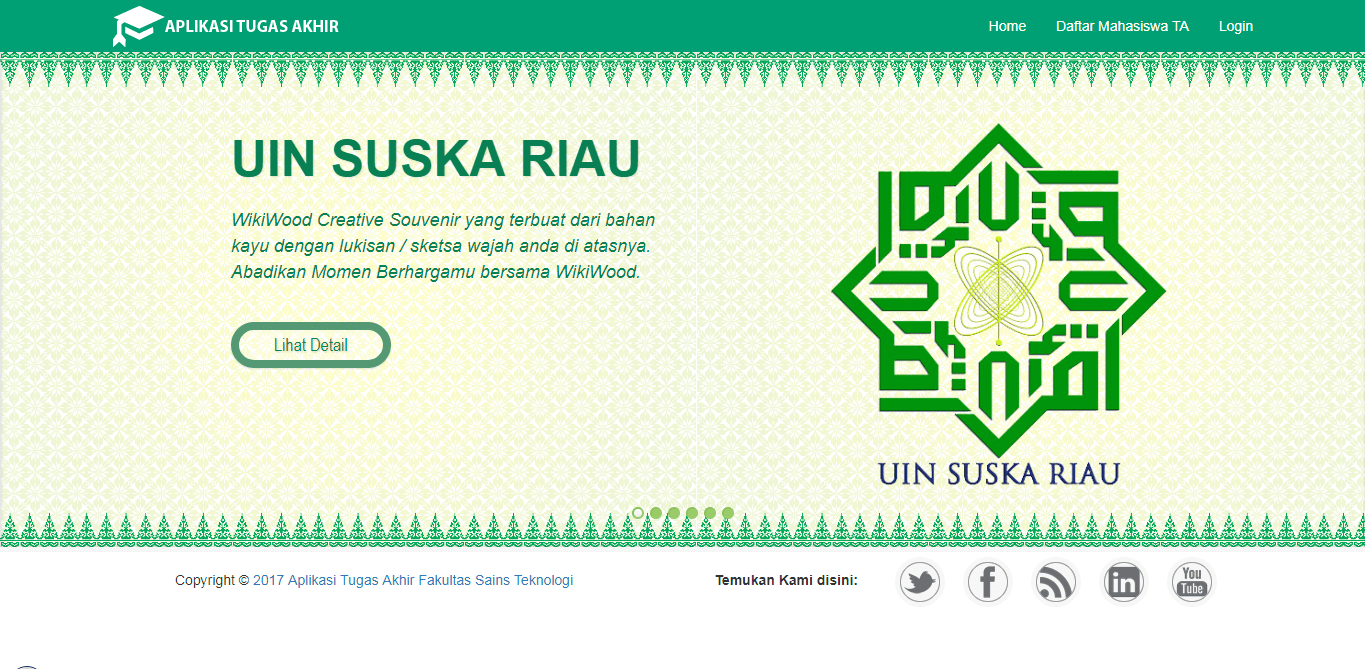 APLIKASI TUGAS AKHIR
Home Daftar Mahasiswa TA Login
UIN SUSKA RIAU
WikiWood Creative Souvenir yang terbuat dari bahan
kayu dengan lukisan / sketsa wajah anda di atasnya.
Abadikan Momen Berhargamu bersama WikiWood.
Lihat Detail
UIN SUSKA RIAU
Copyright © 2017 Aplikasi Tugas Akhir Fakultas Sains Teknologi
Temukan Kami disini:
in
You
Tube